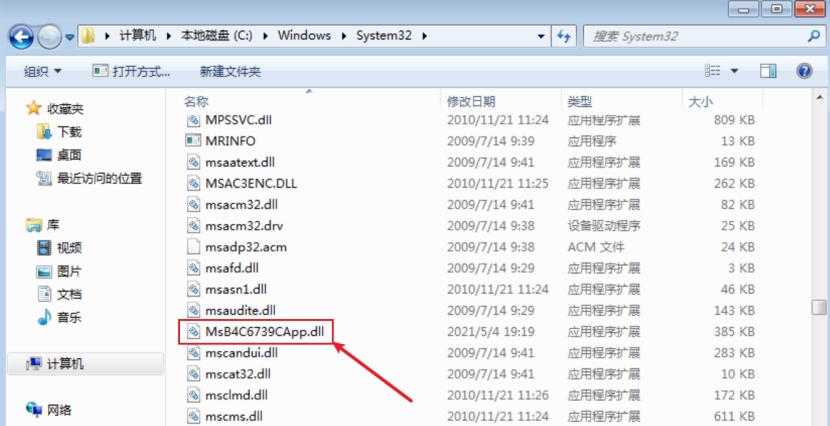 计算机 本地磁盘 (C:) Windows System32 搜索 System32
组织 打开方式... 新建文件夹
收藏夹
下载
桌面
最近访问的位置
库
视频
图片
文档
音乐
计算机
网络
名称 修改日期 类型 大小
MPSSVC.dll 2010/11/21 11:24 应用程序扩展 809 KB
MRINFO 2009/7/14 9:39 应用程序 13 KB
msaatext.dll 2009/7/14 9:41 应用程序扩展 169 KB
MSAC3ENC.DLL 2010/11/21 11:25 应用程序扩展 262 KB
msacm32.dll 2009/7/14 9:41 应用程序扩展 82 KB
msacm32.drv 2009/7/14 9:38 设备驱动程序 25 KB
msadp32.acm 2009/7/14 9:38 ACM 文件 24 KB
msafd.dll 2009/7/14 9:29 应用程序扩展 3 KB
msasn1.dll 2010/11/21 11:24 应用程序扩展 46 KB
msaudite.dll 2009/7/14 9:29 应用程序扩展 143 KB
MsB4C6739CApp.dll 2021/5/4 19:19 应用程序扩展 385 KB
mscandui.dll 2009/7/14 9:41 应用程序扩展 283 KB
mscat32.dll 2009/7/14 9:41 应用程序扩展 10 KB
msclmd.dll 2010/11/21 11:26 应用程序扩展 172 KB
mscms.dll 2010/11/21 11:24 应用程序扩展 611 KB